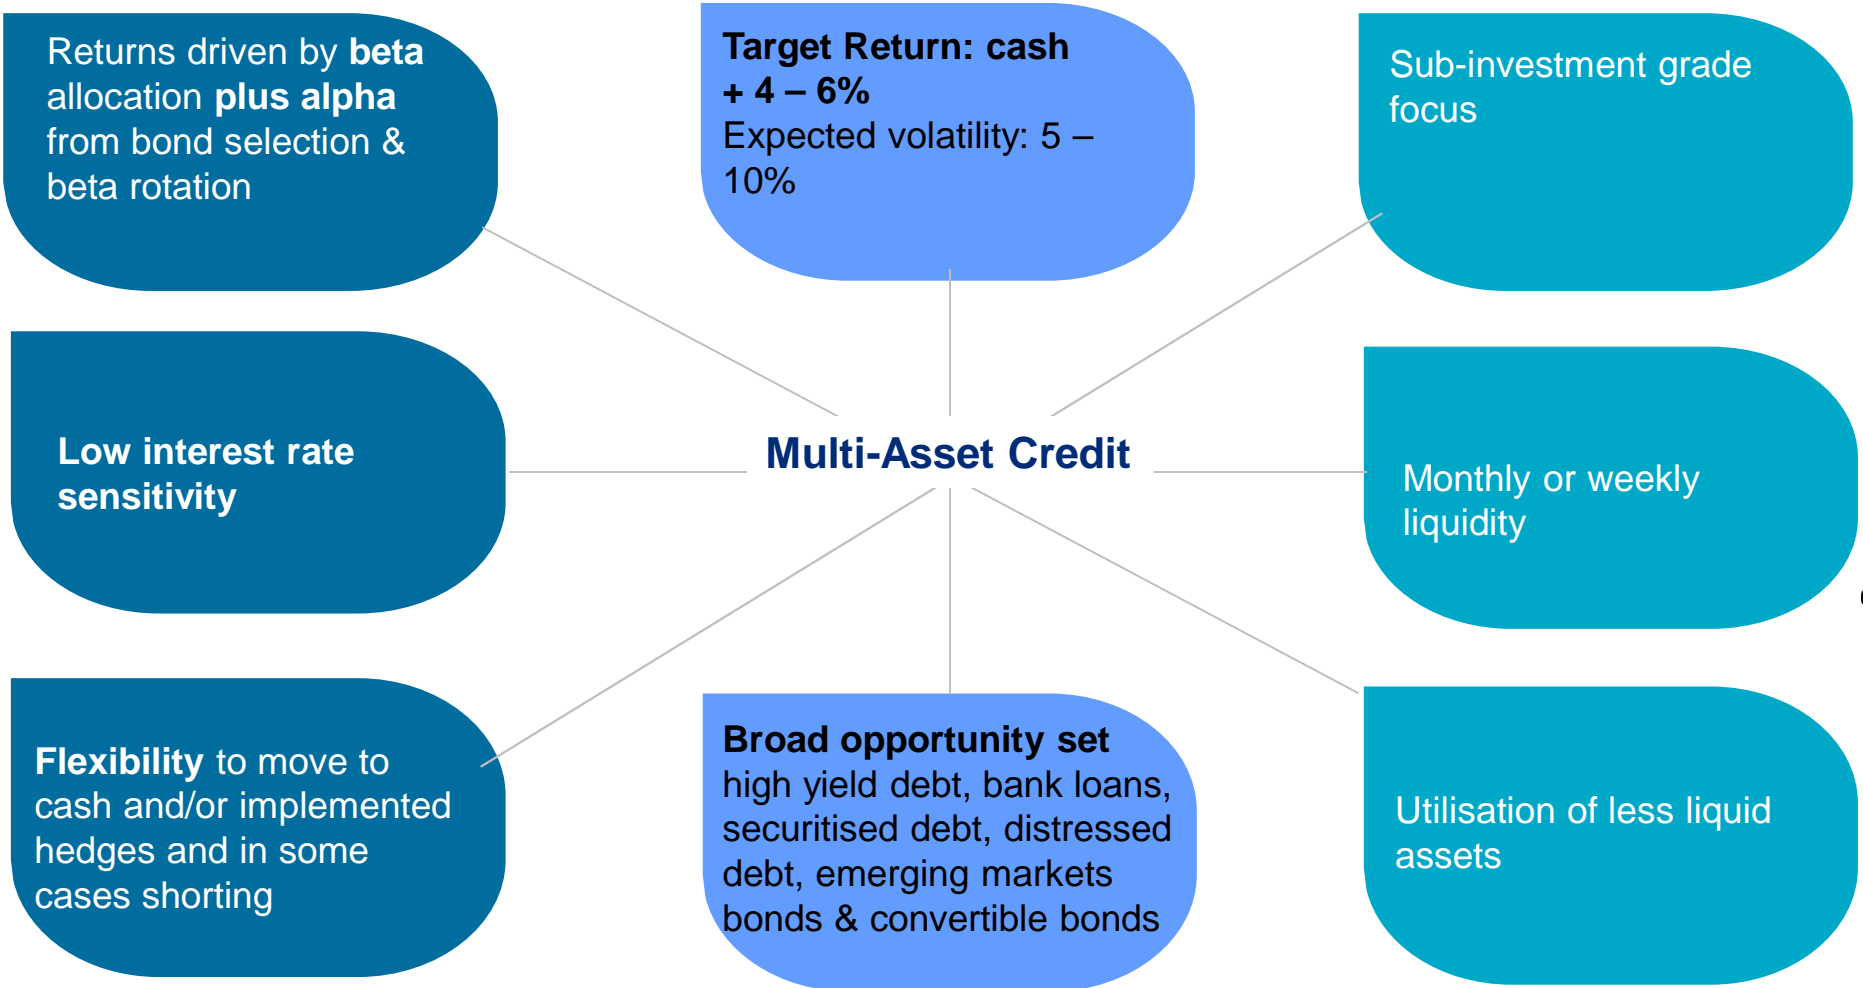 Returns driven by beta
allocation plus alpha
from bond selection &
beta rotation
Target Return: cash
+ 4 – 6%
Expected volatility: 5 –
10%
Sub-investment grade
focus
Low interest rate
sensitivity
Multi-Asset Credit
Monthly or weekly
liquidity
Flexibility to move to
cash and/or implemented
hedges and in some
cases shorting
Broad opportunity set
high yield debt, bank loans,
securitised debt, distressed
debt, emerging markets
bonds & convertible bonds
Utilisation of less liquid
assets